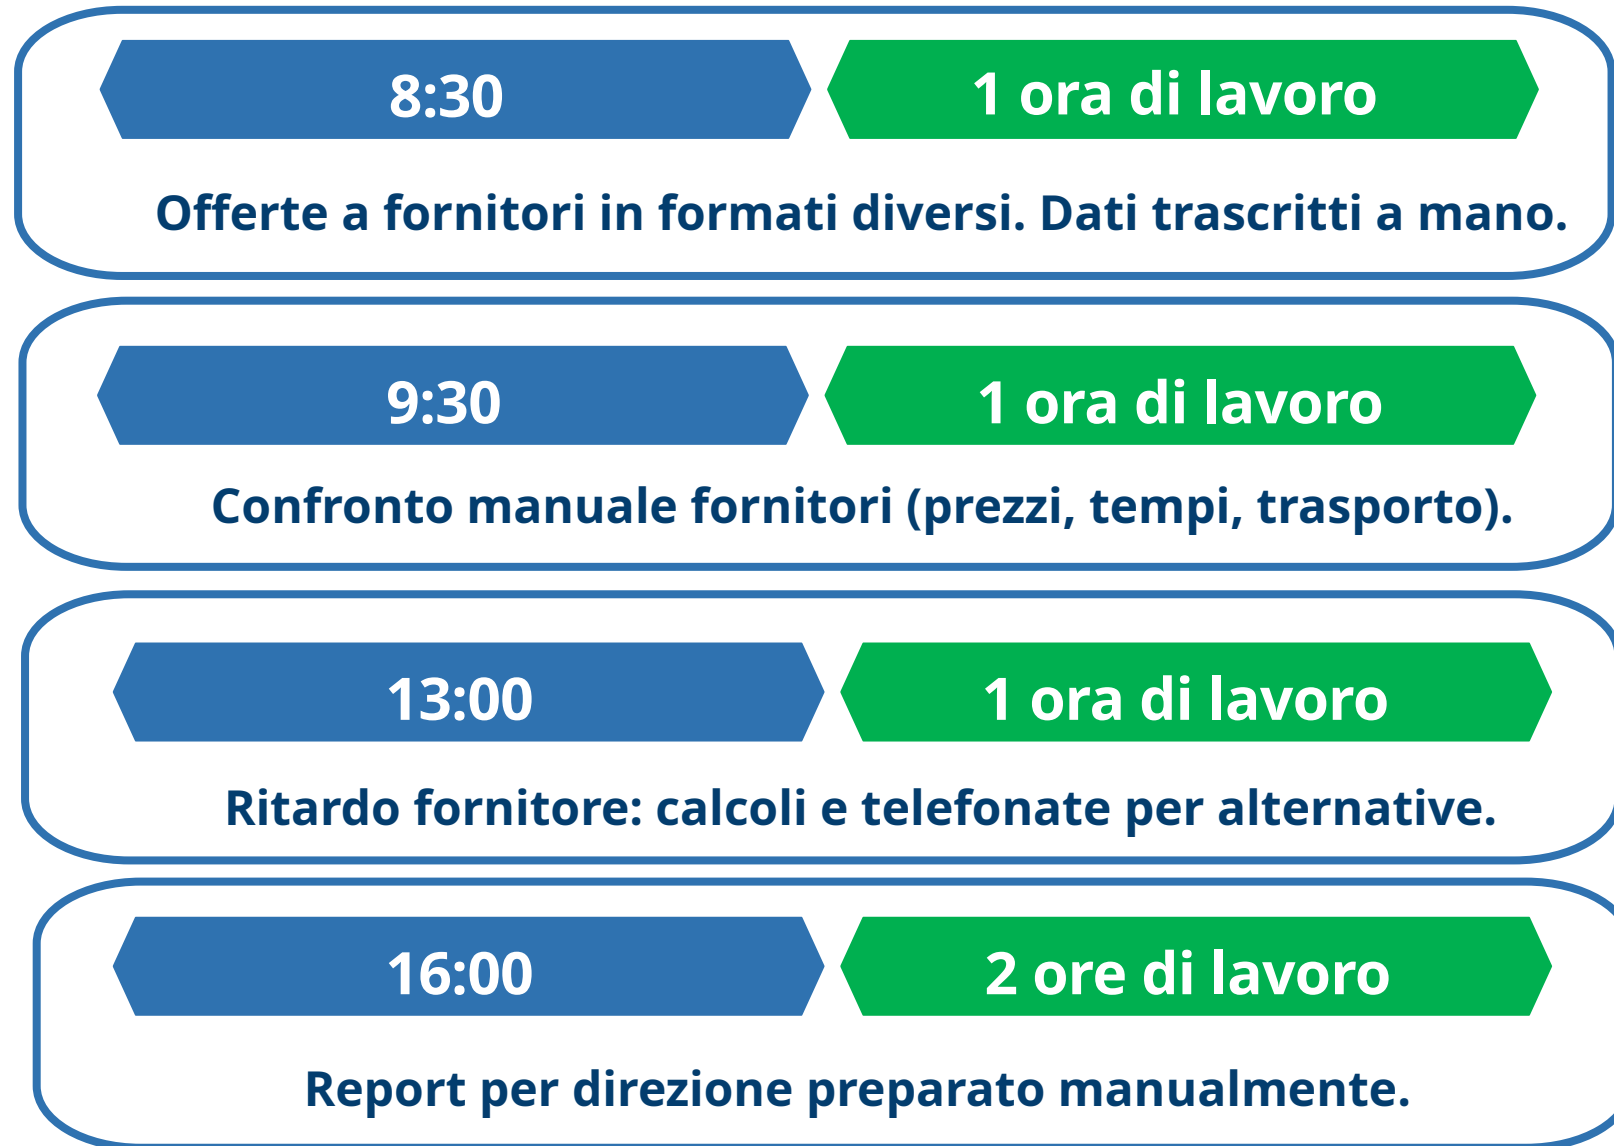 8:30
1 ora di lavoro
Offerte a fornitori in formati diversi. Dati trascritti a mano.
9:30
1 ora di lavoro
Confronto manuale fornitori (prezzi, tempi, trasporto).
13:00
1 ora di lavoro
Ritardo fornitore: calcoli e telefonate per alternative.
16:00
2 ore di lavoro
Report per direzione preparato manualmente.